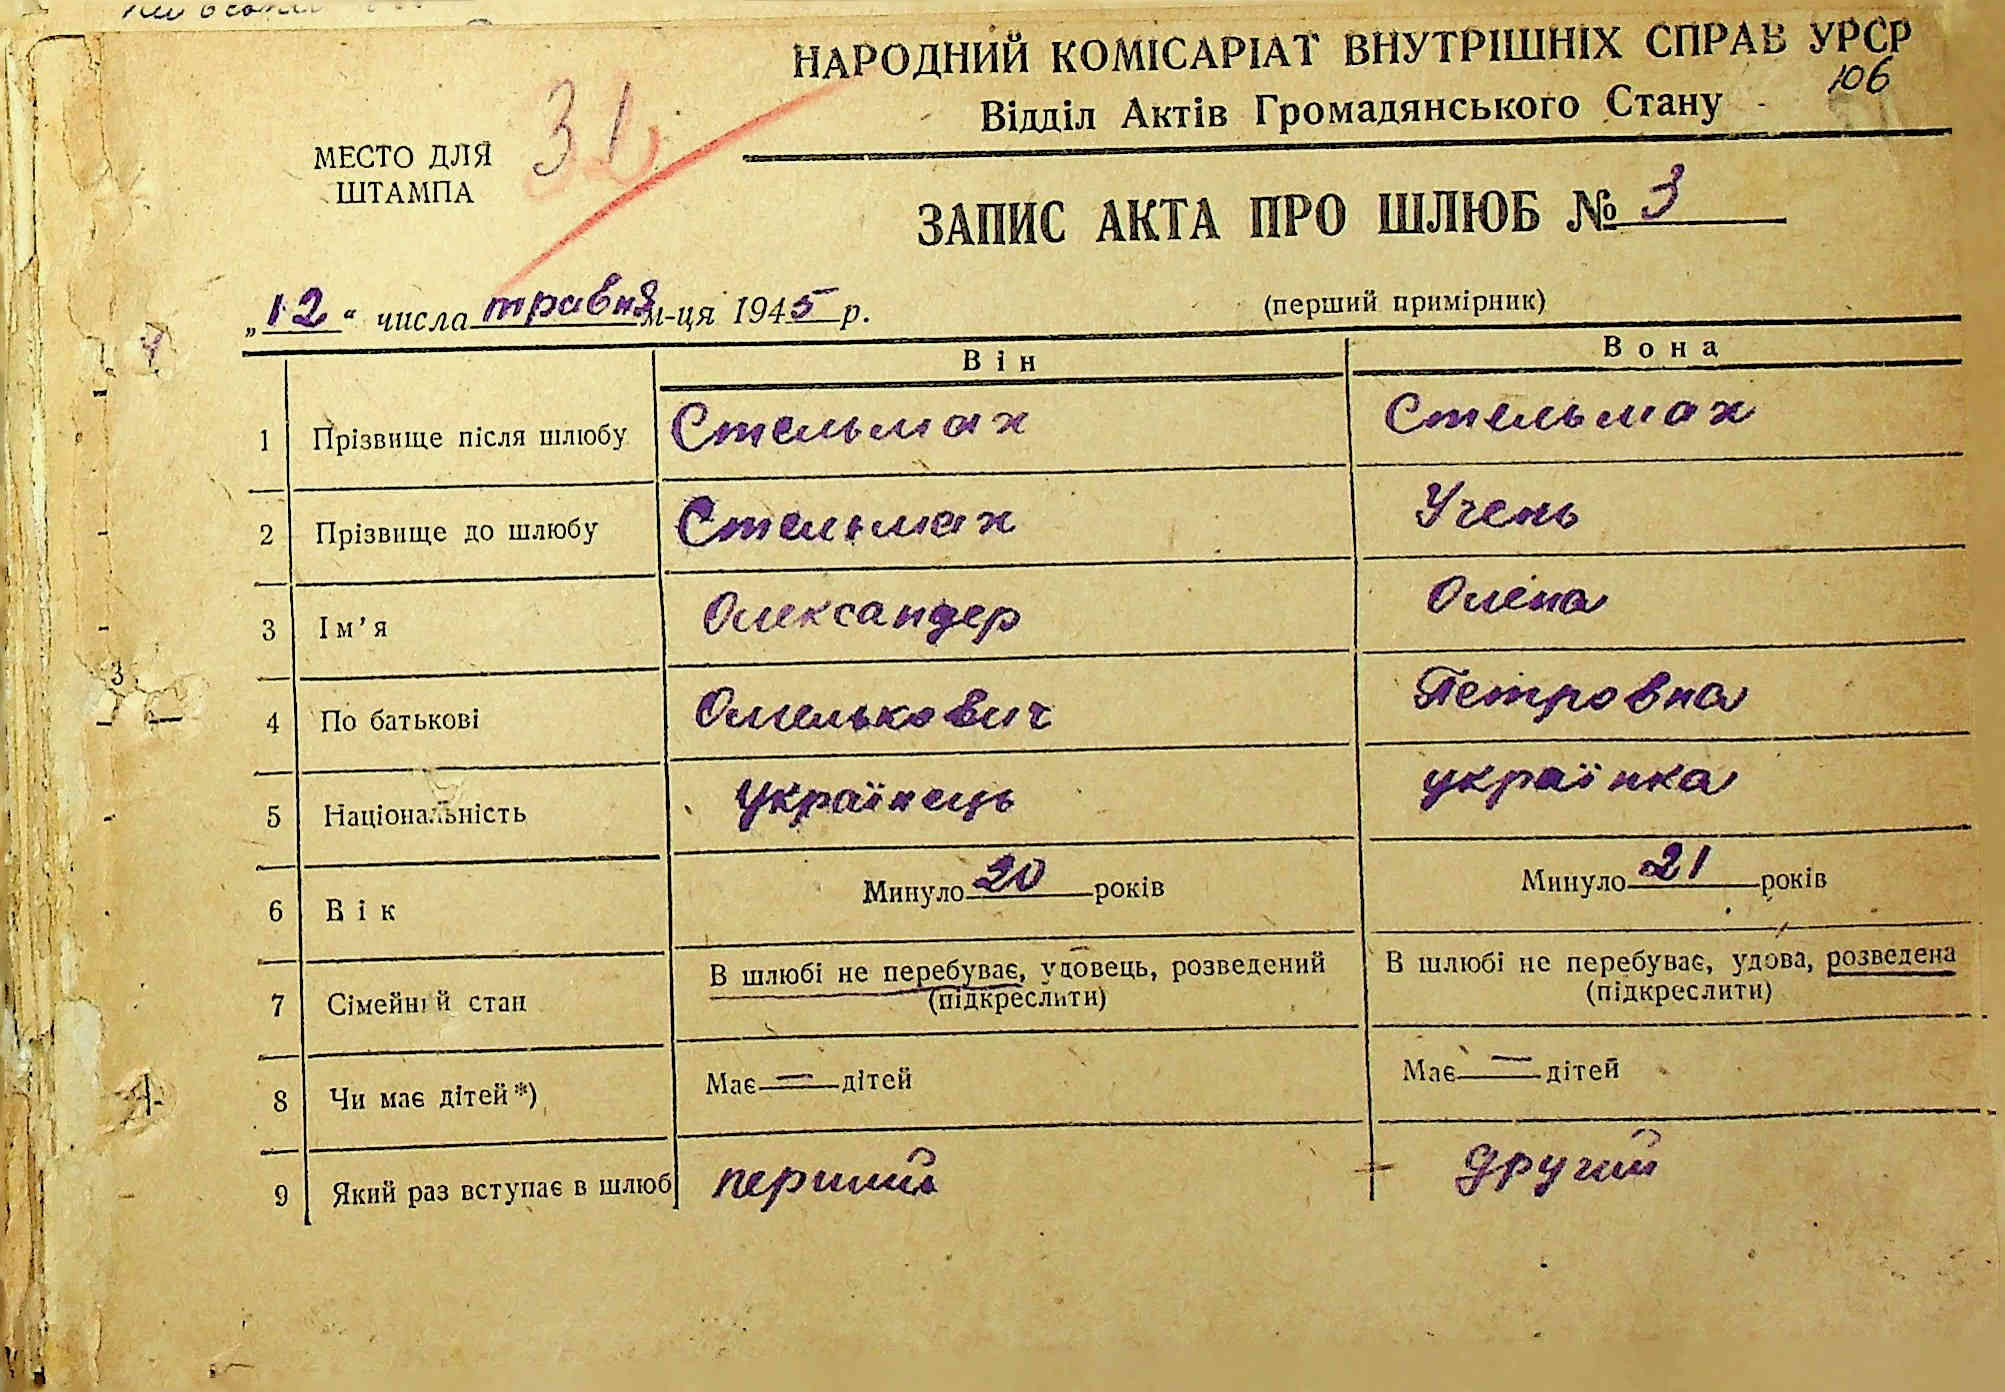 НАРОДНИЙ КОМІСАРІАТ ВНУТРІШНІХ СПРАВ УРСР
106
Відділ Актів Громадянського Стану
МЕСТО ДЛЯ
ШТАМПА
31
ЗАПИС АКТА ПРО ШЛЮБ № 3
„12“ числа травня м-ця 1945 р.
(перший примірник)
Він
Вона
1 Прізвище після шлюбу Стельмах Стельмах
2 Прізвище до шлюбу Стельмах Учень
3 Ім’я Олександер Олена
4 По батькові Омелькович Петровна
5 Національність Українець українка
6 Вік Минуло 20 років Минуло 21 років
7 Сімейний стан В шлюбі не перебуває, удовець, розведений В шлюбі не перебуває, удова, розведена
(підкреслити) (підкреслити)
8 Чи має дітей*) Має — дітей Має — дітей
9 Який раз вступає в шлюб перший другий